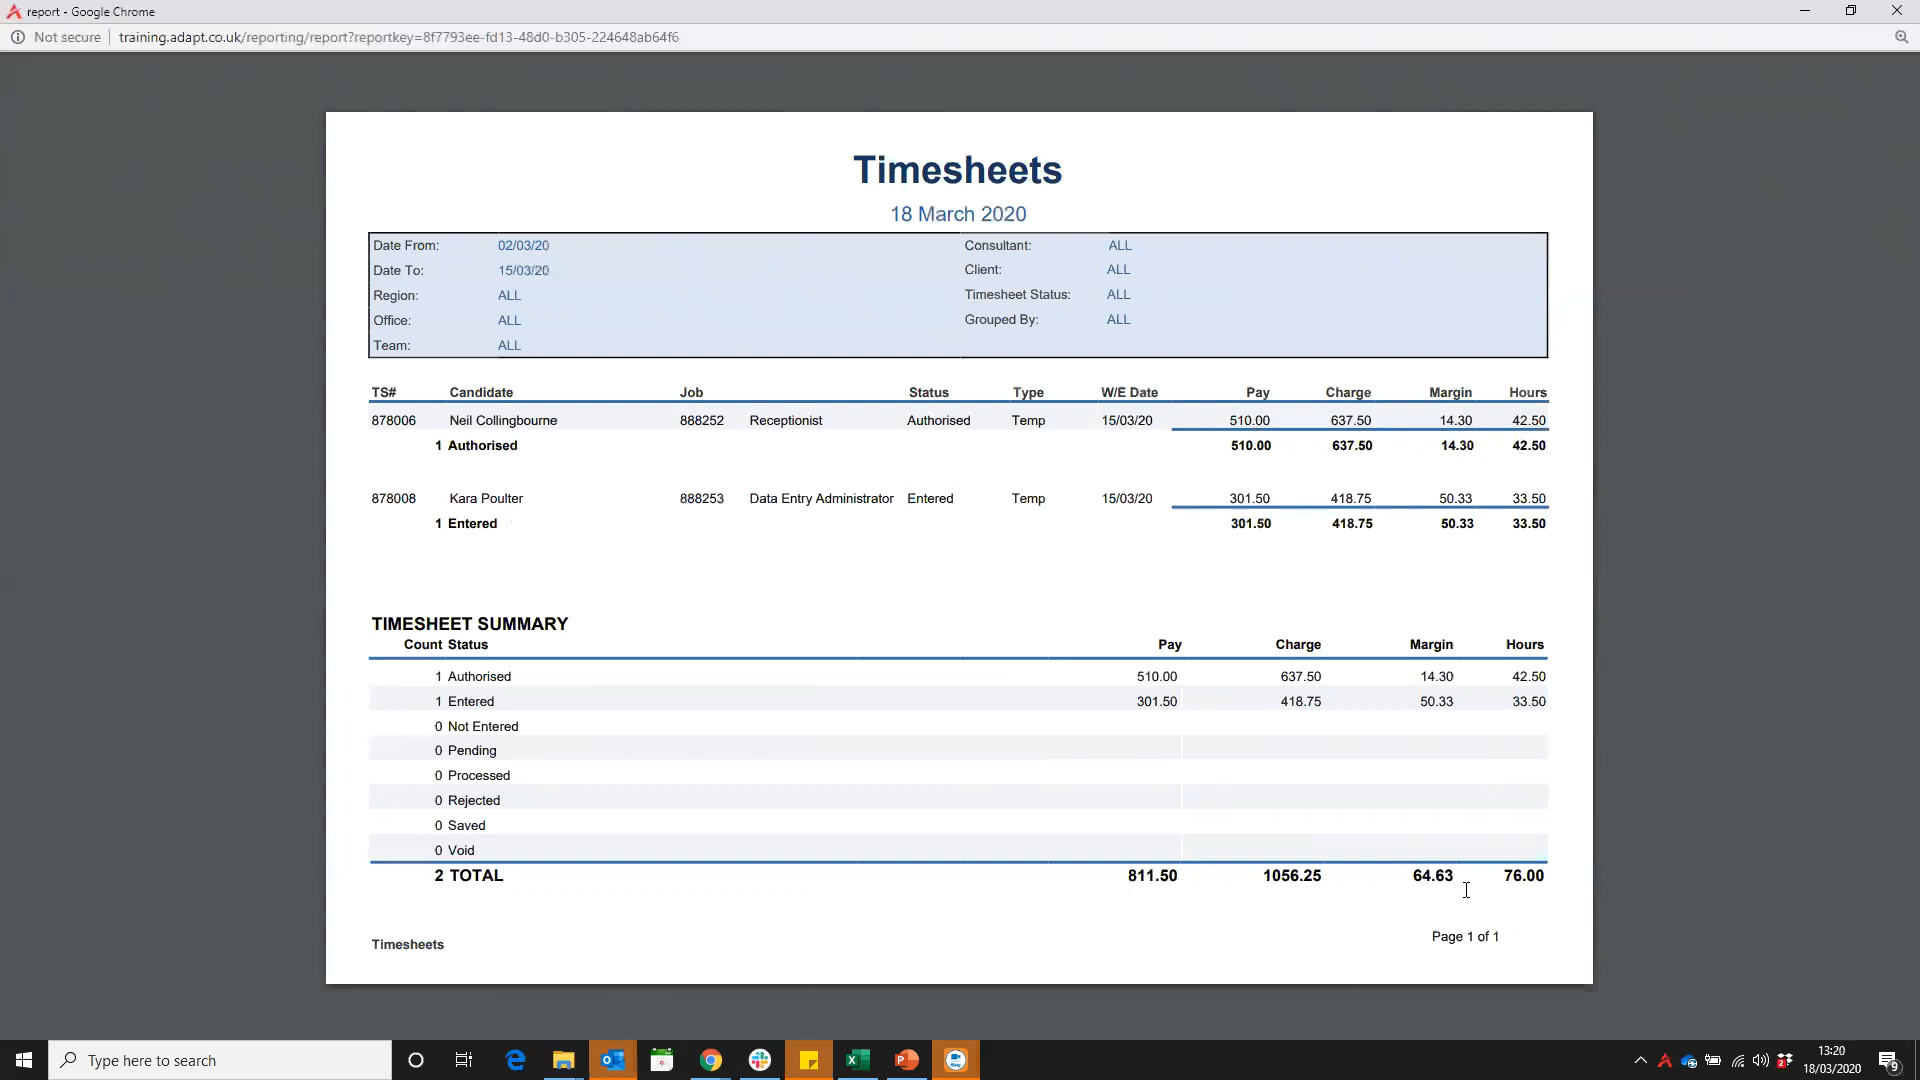 report - Google Chrome
Not secure | training.adapt.co.uk/reporting/report?reportkey=8f7793ee-fd13-48d0-b305-224648ab64f6
Timesheets
18 March 2020
Date From: 02/03/20 Consultant: ALL
Date To: 15/03/20 Client: ALL
Region: ALL Timesheet Status: ALL
Office: ALL Grouped By: ALL
Team: ALL
TS# Candidate Job Status Type W/E Date Pay Charge Margin Hours
878006 Neil Collingbourne 888252 Receptionist Authorised Temp 15/03/20 510.00 637.50 14.30 42.50
1 Authorised 510.00 637.50 14.30 42.50
878008 Kara Poulter 888253 Data Entry Administrator Entered Temp 15/03/20 301.50 418.75 50.33 33.50
1 Entered 301.50 418.75 50.33 33.50
TIMESHEET SUMMARY
Count Status Pay Charge Margin Hours
1 Authorised 510.00 637.50 14.30 42.50
1 Entered 301.50 418.75 50.33 33.50
0 Not Entered
0 Pending
0 Processed
0 Rejected
0 Saved
0 Void
2 TOTAL 811.50 1056.25 64.63 76.00
Page 1 of 1
Timesheets
Type here to search
13:20
18/03/2020